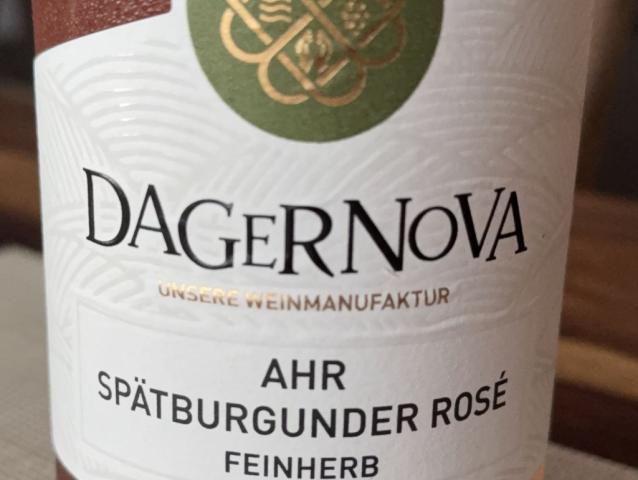 DAGERNOVA
UNSERE WEINMANUFAKTUR
AHR
SPÄTBURGUNDER ROSÉ
FEINHERB